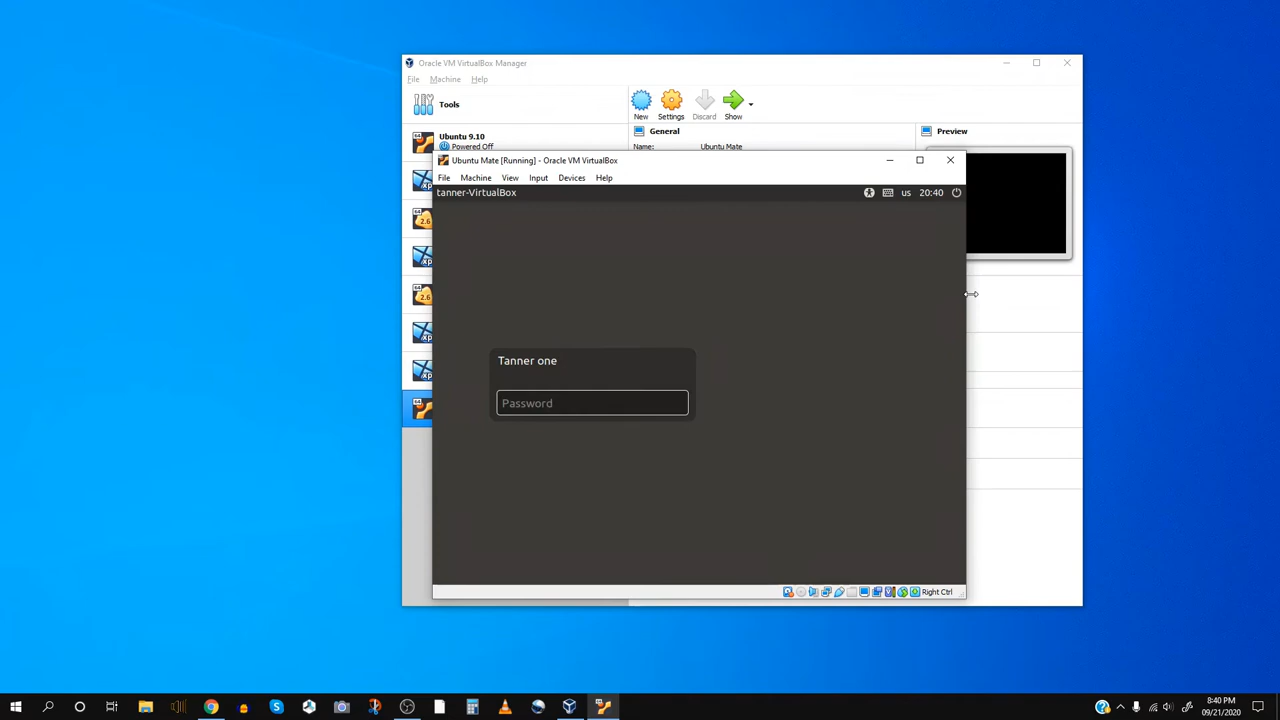 Oracle VM VirtualBox Manager
File Machine Help
Tools
New Settings Discard Show
Ubuntu 9.10
Powered Off
General
Name: Ubuntu Mate
Preview
Ubuntu Mate [Running] - Oracle VM VirtualBox
File Machine View Input Devices Help
tanner-VirtualBox
us 20:40
Tanner one
Password
Right Ctrl
8:40 PM
09/21/2020